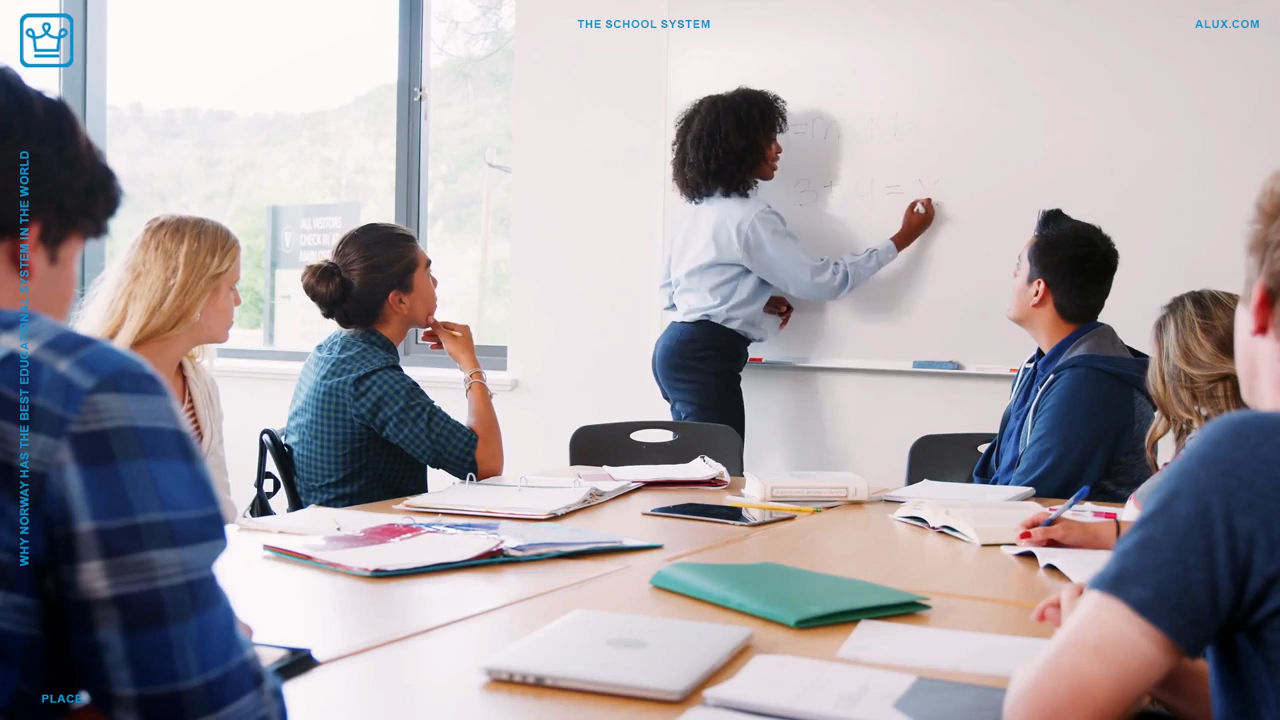 THE SCHOOL SYSTEM
ALUX.COM
WHY NORWAY HAS THE BEST EDUCATIONAL SYSTEM IN THE WORLD
ALL VISITORS
CHECK IN AT
3 + 4 = Y
PLACE